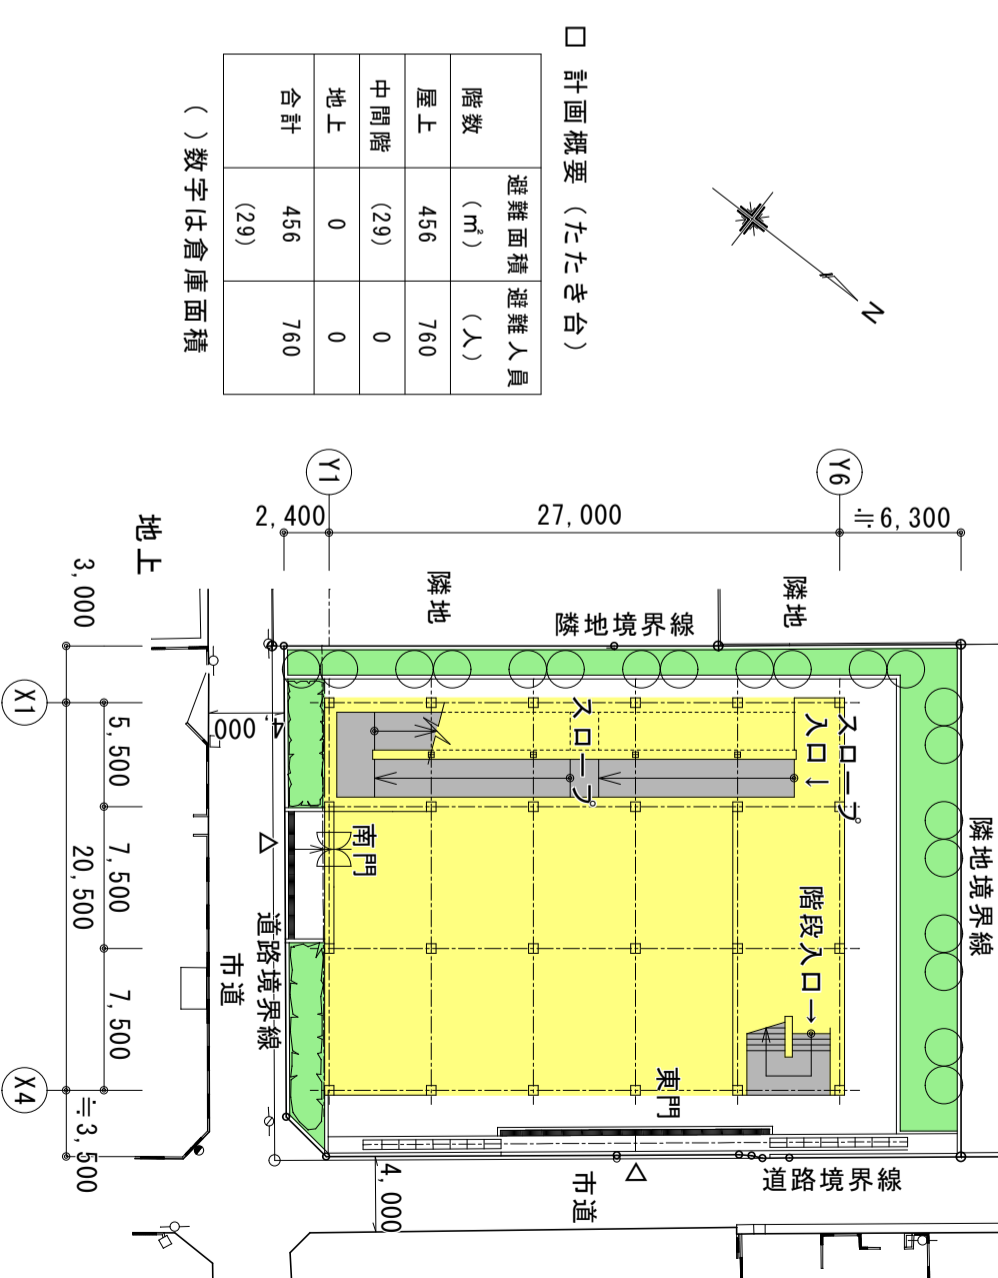 □ 計画概要（たたき台）
階数 避難面積（㎡） 避難人員（人）
屋上 456 760
中間階 (29) 0
地上 0 0
合計 456 760
(29)
( )数字は倉庫面積
N
Y1
Y6
2,400
27,000
≒6,300
地上
3,000
隣地
隣地
隣地境界線
X1
5,500
7,500
20,500
7,500
X4
≒3,500
4,000
スロープ
スロープ
入口→
南門
階段入口→
東門
隣地境界線
道路境界線
市道
4,000
市道
道路境界線